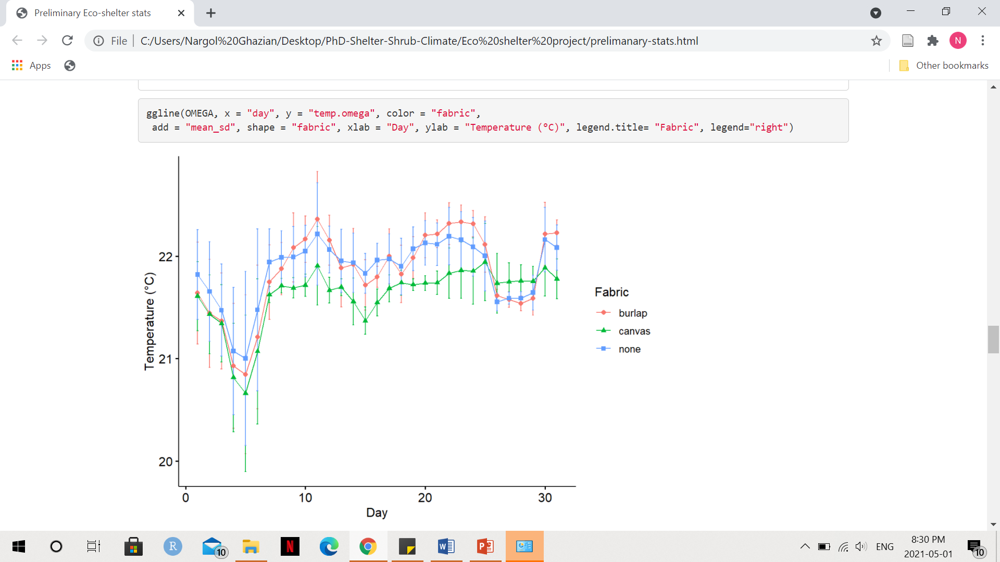 Preliminary Eco-shelter stats
File
C:/Users/Nargol%20Ghazian/Desktop/PhD-Shelter-Shrub-Climate/Eco%20shelter%20project/prelimanary-stats.html
N
Apps
Other bookmarks
ggline(OMEGA, x = "day", y = "temp.omega", color = "fabric",
add = "mean_sd", shape = "fabric", xlab = "Day", ylab = "Temperature (°C)", legend.title= "Fabric", legend="right")
Temperature (°C)
22
21
20
0 10 20 30
Day
Fabric
burlap
canvas
none
R
10
N
W
P
ENG
8:30 PM
2021-05-01
10